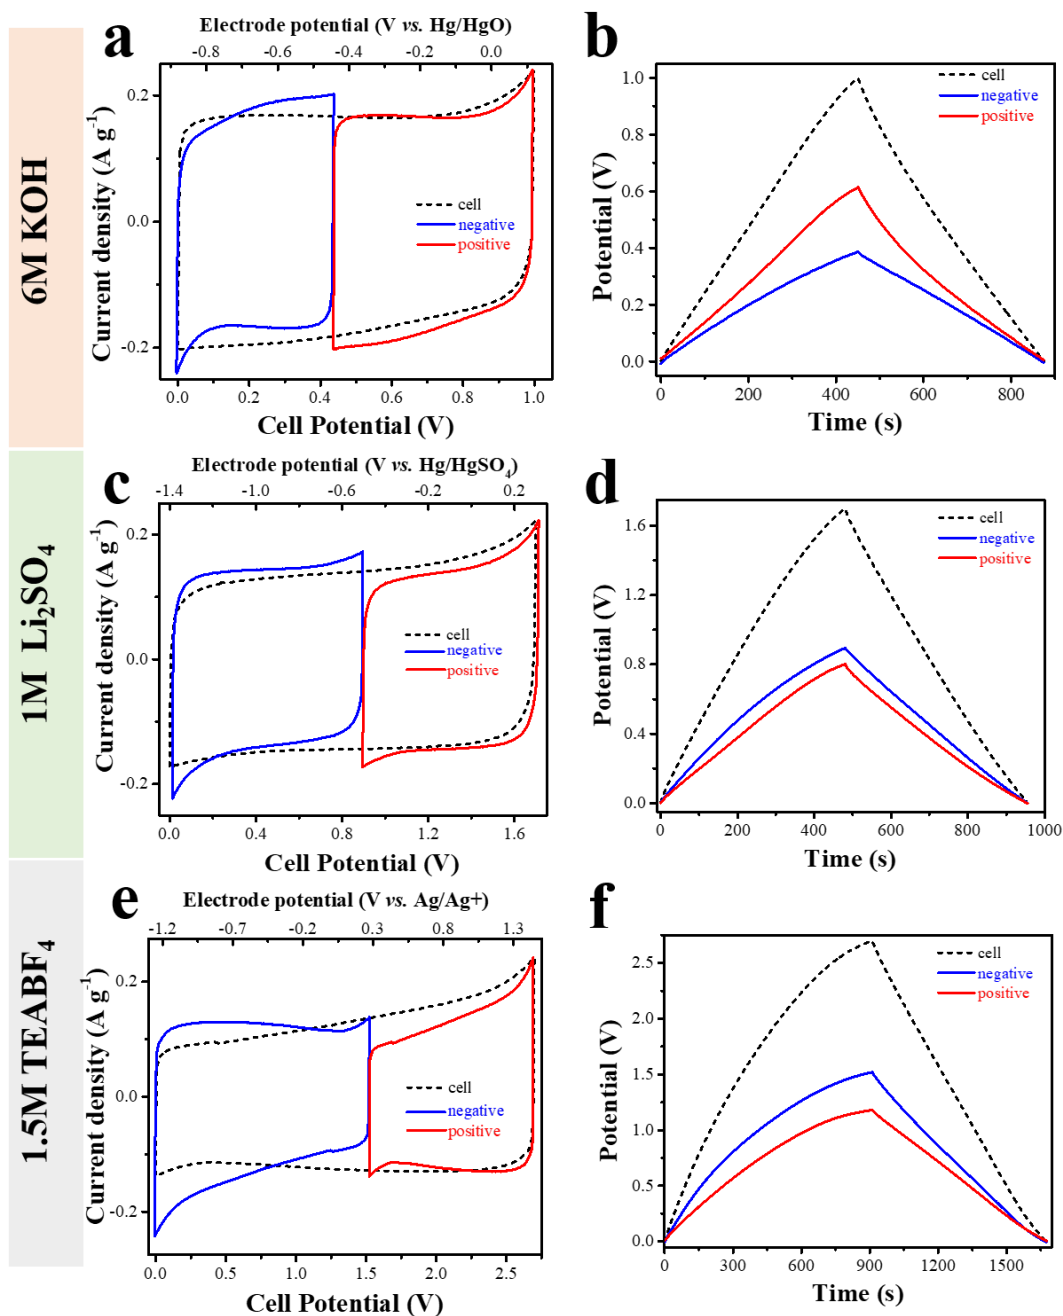 6M KOH
a
Electrode potential (V vs. Hg/HgO)
-0.8 -0.6 -0.4 -0.2 0.0
Current density (A g⁻¹)
0.2
0.0
-0.2
cell
negative
positive
0.0 0.2 0.4 0.6 0.8 1.0
Cell Potential (V)
b
Potential (V)
1.0
0.8
0.6
0.4
0.2
0.0
cell
negative
positive
0 200 400 600 800
Time (s)
1M Li₂SO₄
c
Electrode potential (V vs. Hg/HgSO₄)
-1.4 -1.0 -0.6 -0.2 0.2
Current density (A g⁻¹)
0.2
0.0
-0.2
cell
negative
positive
0.0 0.4 0.8 1.2 1.6
Cell Potential (V)
d
Potential (V)
1.6
1.2
0.8
0.4
0.0
cell
negative
positive
0 200 400 600 800 1000
Time (s)
1.5M TEABF₄
e
Electrode potential (V vs. Ag/Ag+)
-1.2 -0.7 -0.2 0.3 0.8 1.3
Current density (A g⁻¹)
0.2
0.0
-0.2
cell
negative
positive
0.0 0.5 1.0 1.5 2.0 2.5
Cell Potential (V)
f
Potential (V)
2.5
2.0
1.5
1.0
0.5
0.0
cell
negative
positive
0 300 600 900 1200 1500
Time (s)